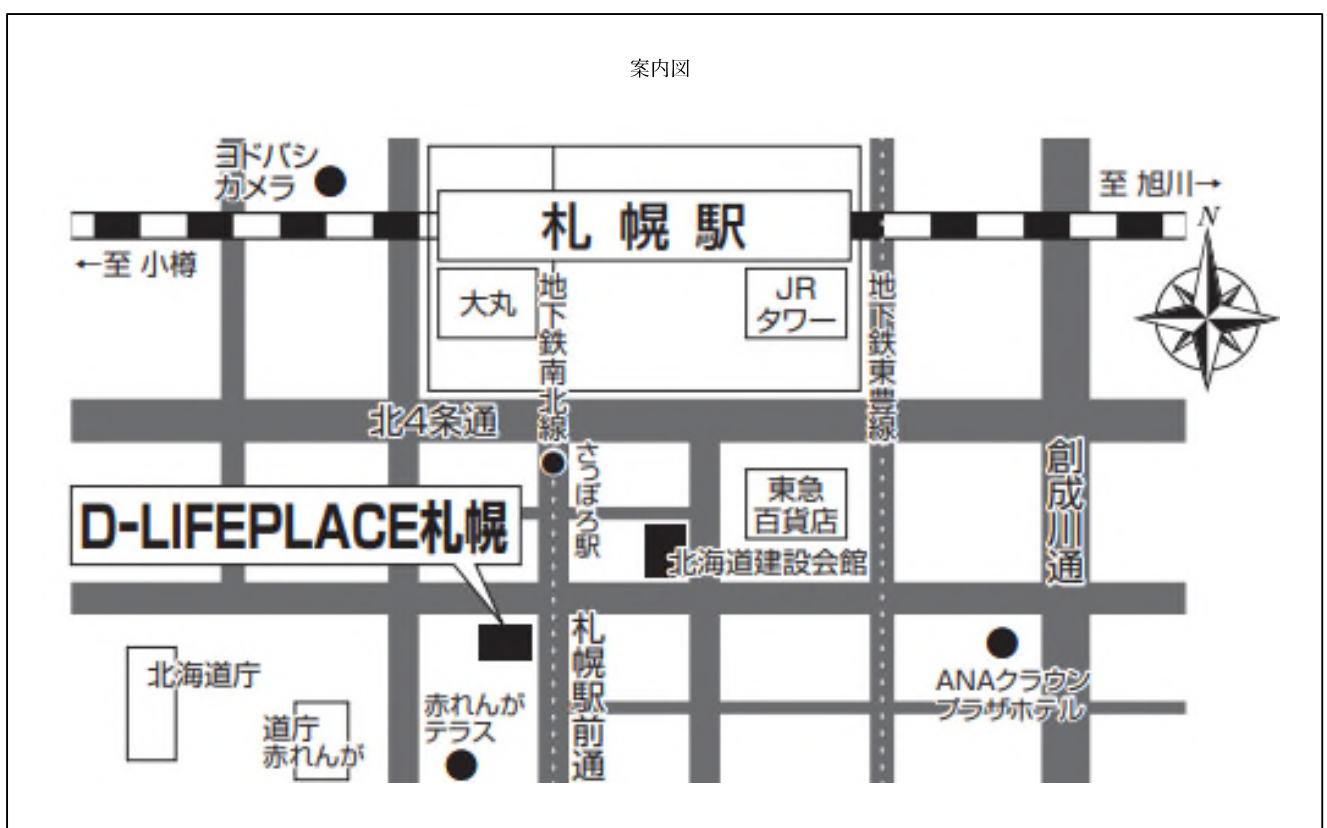 案内図
ヨドバシ
カメラ
至 旭川→
N
札幌駅
←至 小樽
大丸
JR
タワー
地下鉄南北線
地下鉄東豊線
北4条通
さっぽろ駅
創成川通
東急
百貨店
D-LIFEPLACE札幌
北海道建設会館
札幌駅前通
北海道庁
道庁
赤れんが
赤れんが
テラス
ANAクラウン
プラザホテル